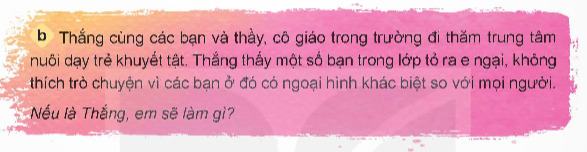 b Thắng cùng các bạn và thầy, cô giáo trong trường đi thăm trung tâm
nuôi dạy trẻ khuyết tật. Thắng thấy một số bạn trong lớp tỏ ra e ngại, không
thích trò chuyện vì các bạn ở đó có ngoại hình khác biệt so với mọi người.
Nếu là Thắng, em sẽ làm gì?